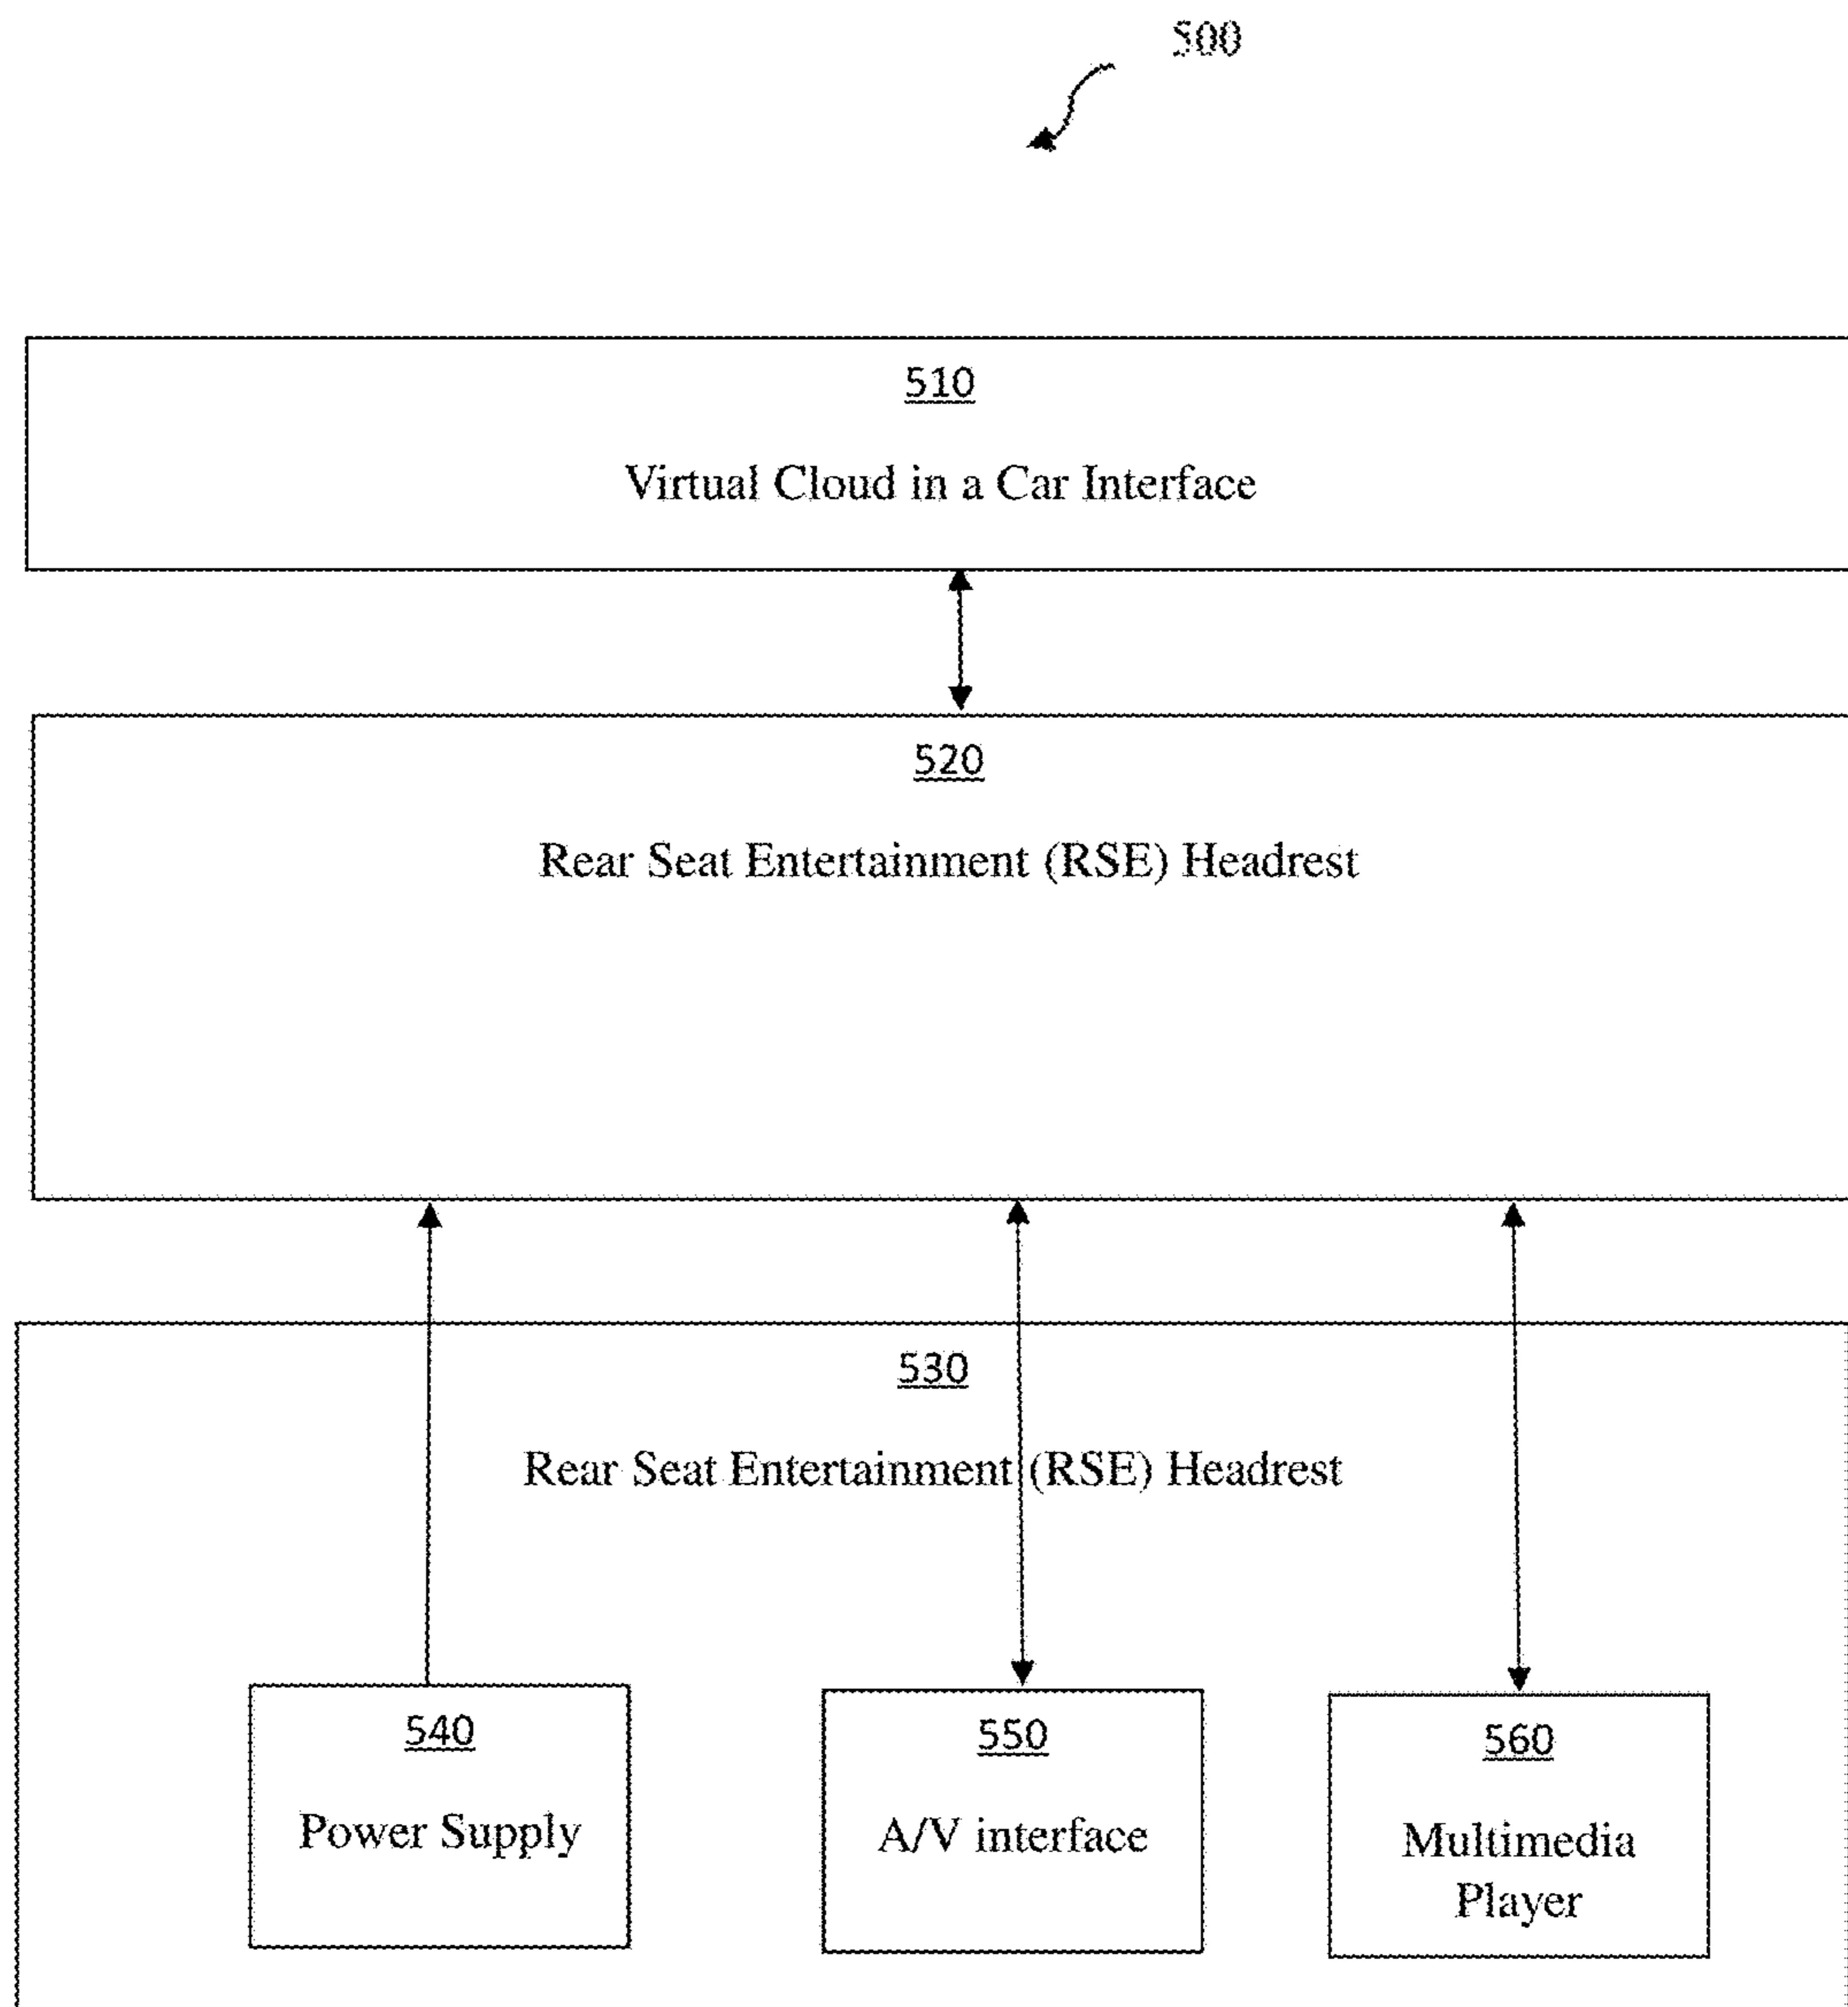 500
510
Virtual Cloud in a Car Interface
520
Rear Seat Entertainment (RSE) Headrest
530
Rear Seat Entertainment (RSE) Headrest
540
Power Supply
550
A/V interface
560
Multimedia
Player